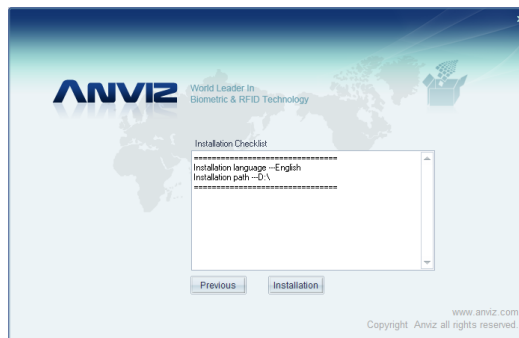 ANVIZ
World Leader In
Biometric & RFID Technology
Installation Checklist
================================
Installation language ---English
Installation path ---D:\
================================
Previous
Installation
www.anviz.com
Copyright Anviz all rights reserved.